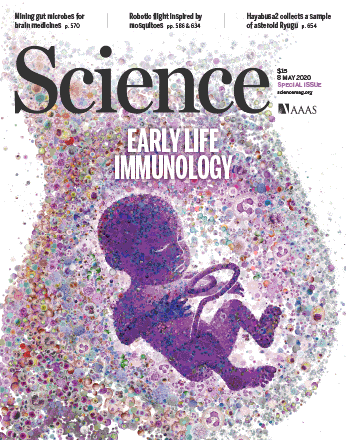 Mining gut microbes for
brain medicines p. 570
Robotic flight inspired by
mosquitoes pp. 586 & 634
Hayabusa2 collects a sample
of asteroid Ryugu p. 654
Science
$15
8 MAY 2020
SPECIAL ISSUE
sciencemag.org
AAAS
EARLY LIFE
IMMUNOLOGY